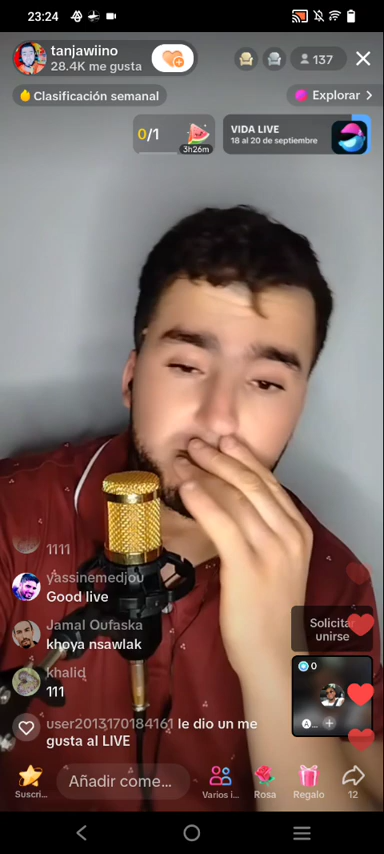 23:24
tanjawiino
28.4K me gusta
137
Clasificación semanal
Explorar
0/1
3h26m
VIDA LIVE
18 al 20 de septiembre
1111
yassinemedjou
Good live
Jamal Oufaska
khoya nsawlak
khalid
111
user2013170184161 le dio un me
gusta al LIVE
Solicitar
unirse
0
A...
Suscri...
Añadir come...
Varios i...
Rosa
Regalo
12